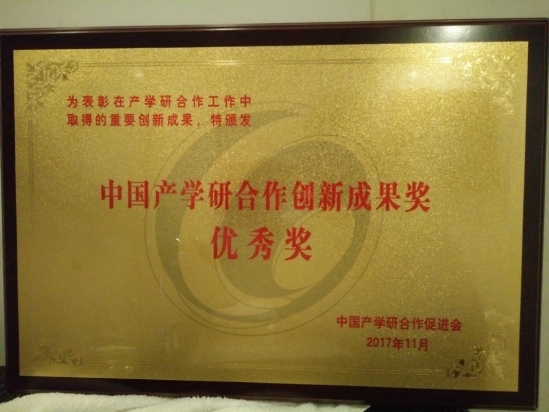 为表彰在产学研合作工作中
取得的重要创新成果，特颁发
中国产学研合作创新成果奖
优秀奖
中国产学研合作促进会
2017年11月